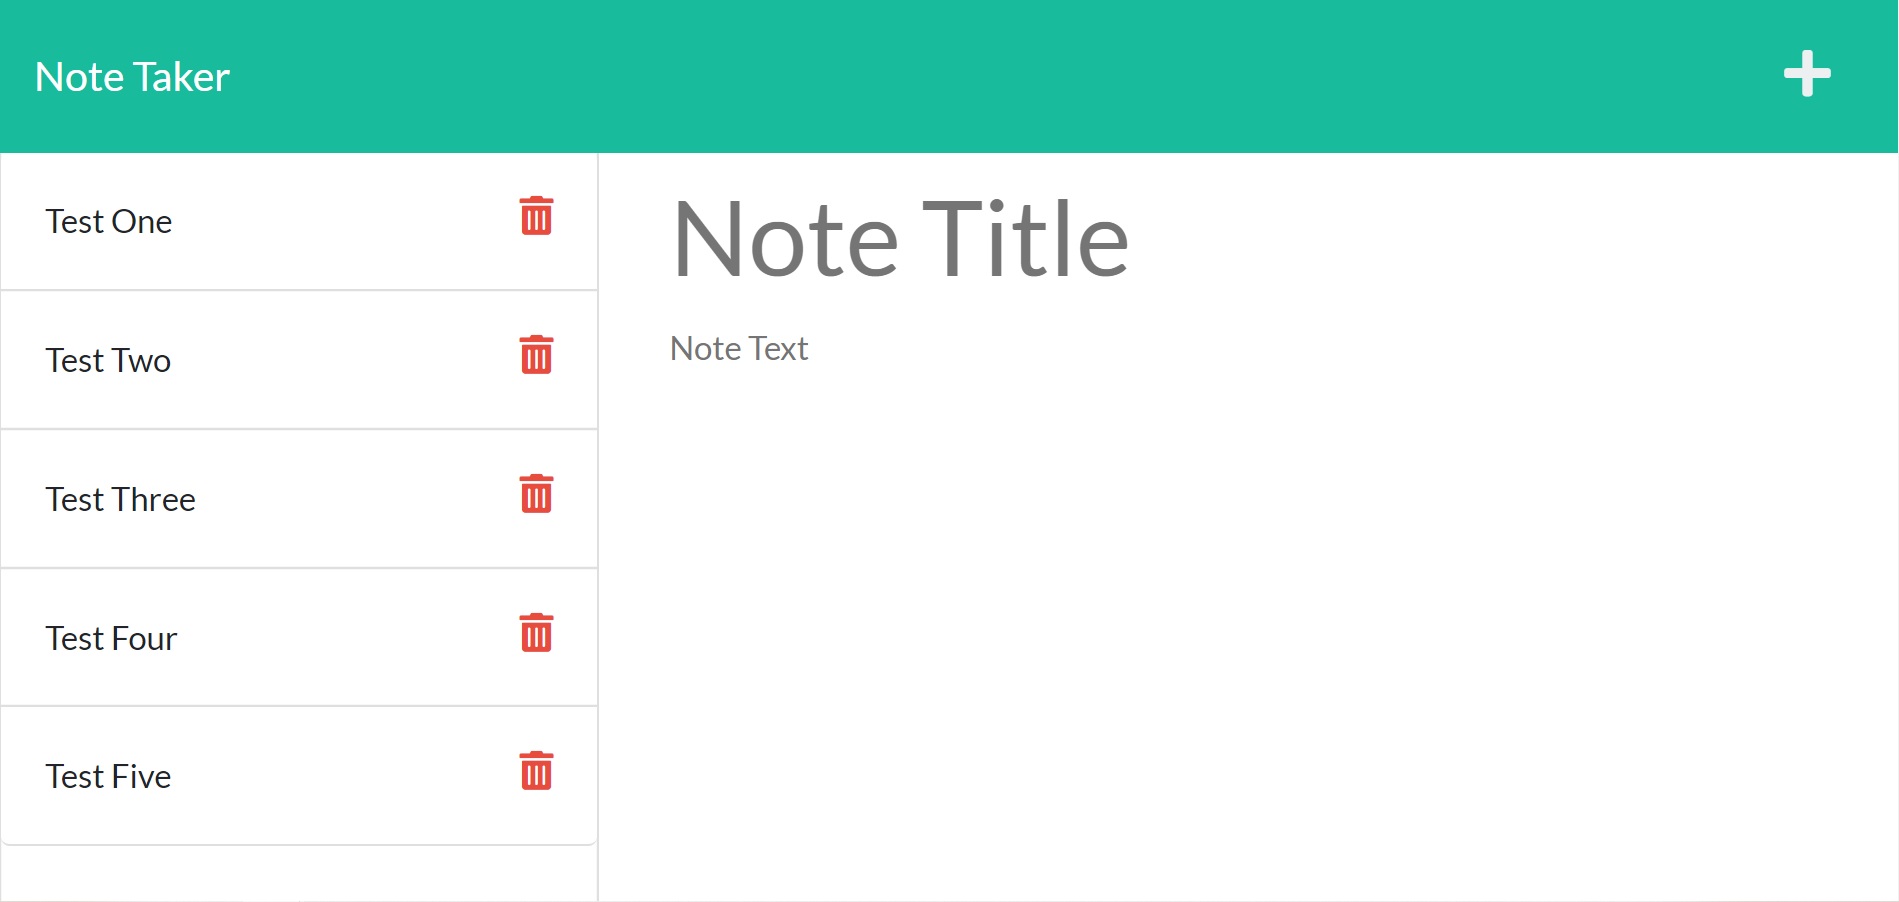 Note Taker
Test One
Test Two
Test Three
Test Four
Test Five
Note Title
Note Text